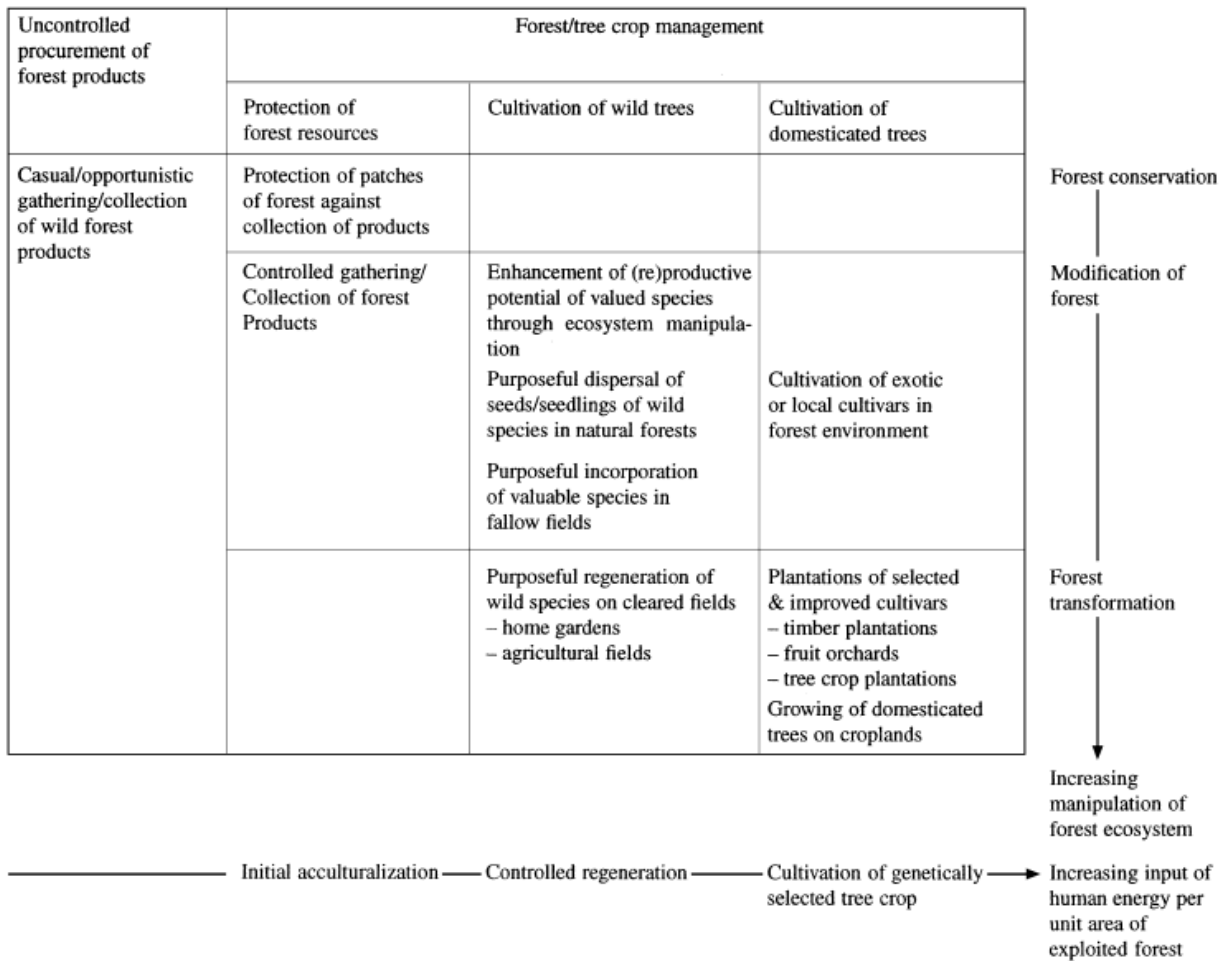 Uncontrolled
procurement of
forest products
Forest/tree crop management
Protection of
forest resources
Cultivation of wild trees
Cultivation of
domesticated trees
Casual/opportunistic
gathering/collection
of wild forest
products
Protection of patches
of forest against
collection of products
Forest conservation
Controlled gathering/
Collection of forest
Products
Enhancement of (re)productive
potential of valued species
through ecosystem manipula-
tion
Purposeful dispersal of
seeds/seedlings of wild
species in natural forests
Purposeful incorporation
of valuable species in
fallow fields
Cultivation of exotic
or local cultivars in
forest environment
Modification of
forest
Purposeful regeneration of
wild species on cleared fields
– home gardens
– agricultural fields
Plantations of selected
& improved cultivars
– timber plantations
– fruit orchards
– tree crop plantations
Growing of domesticated
trees on croplands
Forest
transformation
Increasing
manipulation of
forest ecosystem
Initial acculturalization
Controlled regeneration
Cultivation of genetically
selected tree crop
Increasing input of
human energy per
unit area of
exploited forest